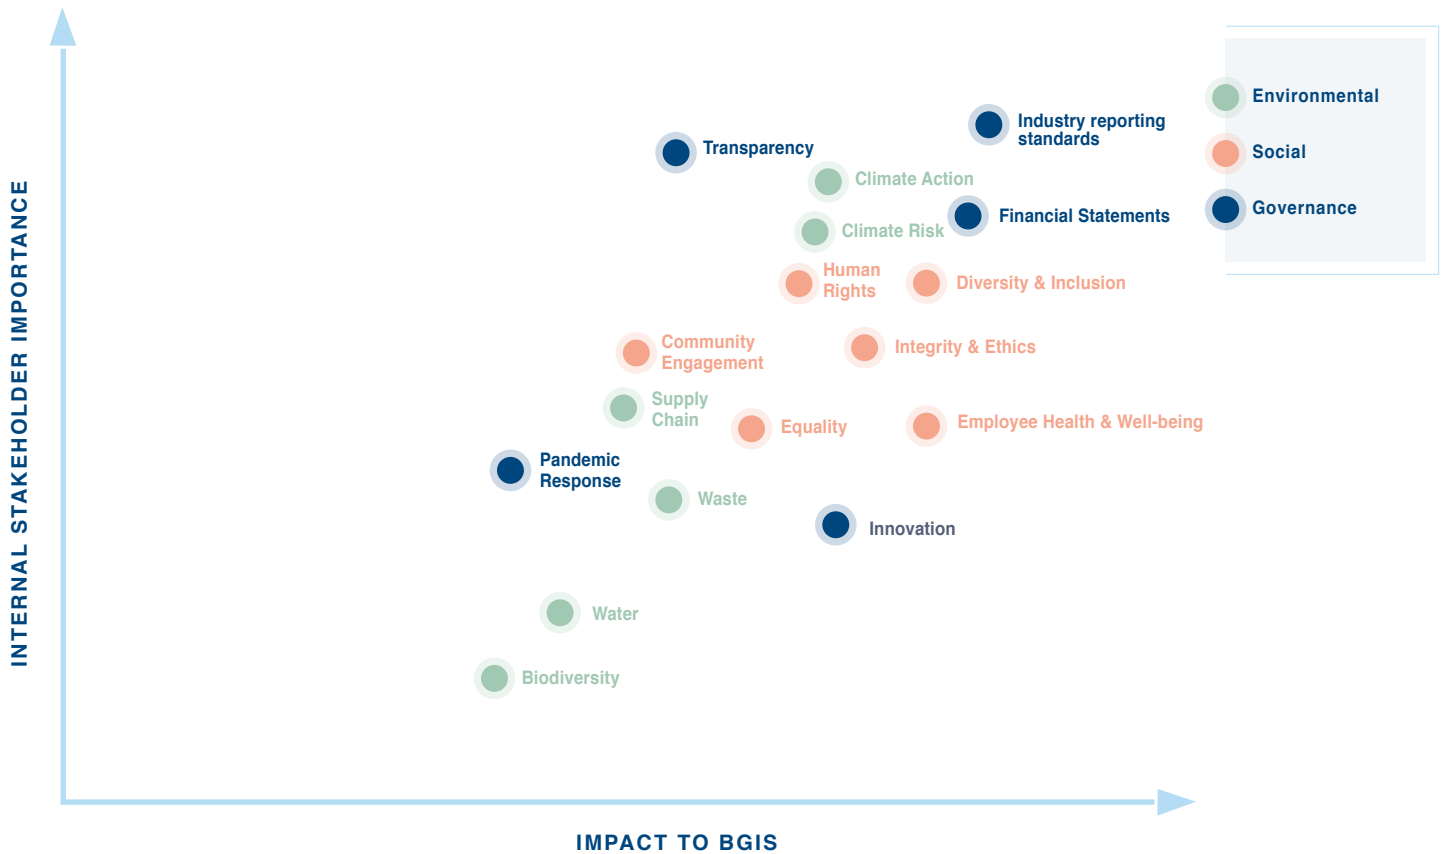 Environmental
Social
Governance
Industry reporting
standards
Transparency
Climate Action
Financial Statements
Climate Risk
Human
Rights
Diversity & Inclusion
Community
Engagement
Integrity & Ethics
Supply
Chain
Equality
Employee Health & Well-being
Pandemic
Response
Waste
Innovation
Water
Biodiversity
INTERNAL STAKEHOLDER IMPORTANCE
IMPACT TO BGIS